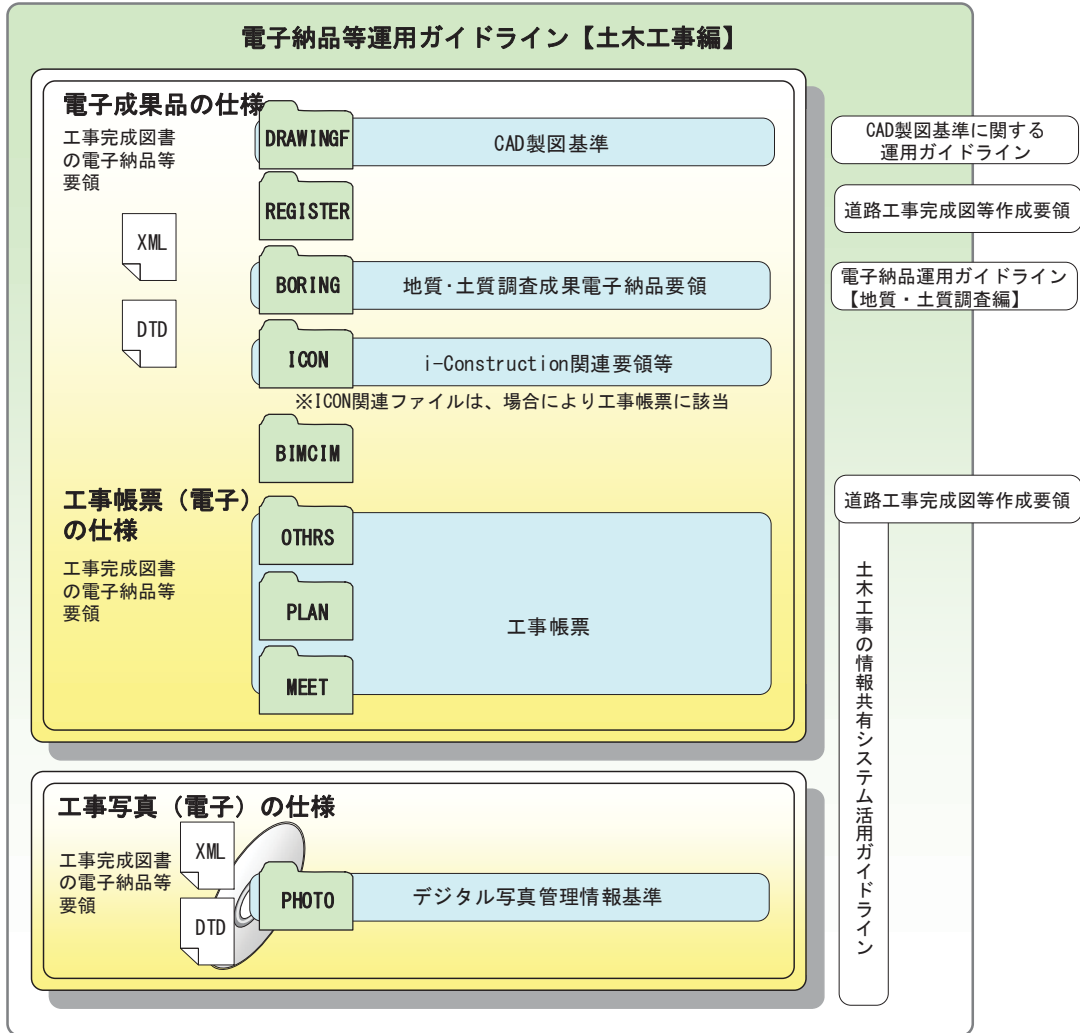 電子納品等運用ガイドライン【土木工事編】
電子成果品の仕様
工事完成図書
の電子納品等
要領
XML
DTD
DRAWINGF
CAD製図基準
CAD製図基準に関する
運用ガイドライン
REGISTER
道路工事完成図等作成要領
BORING
地質・土質調査成果電子納品要領
電子納品運用ガイドライン
【地質・土質調査編】
ICON
i-Construction関連要領等
※ICON関連ファイルは、場合により工事帳票に該当
BIMCIM
工事帳票（電子）
の仕様
工事完成図書
の電子納品等
要領
OTHRS
PLAN
MEET
工事帳票
道路工事完成図等作成要領
土木工事の情報共有システム活用ガイドライン
工事写真（電子）の仕様
工事完成図書
の電子納品等
要領
XML
DTD
PHOTO
デジタル写真管理情報基準